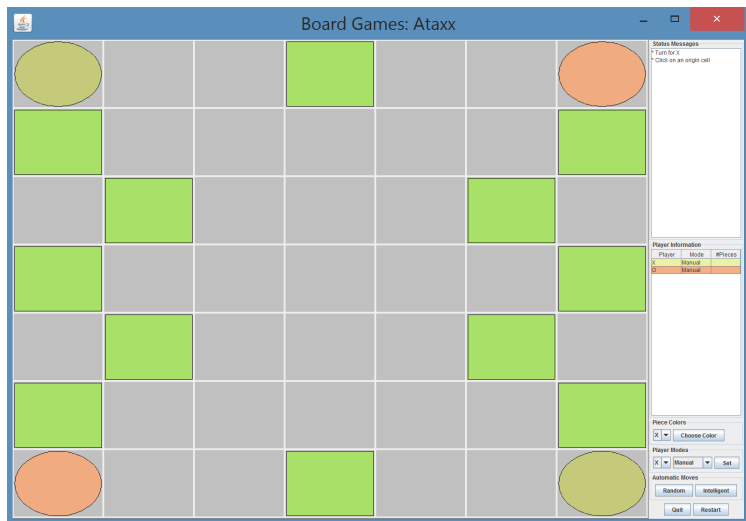 Board Games: Ataxx
Status Messages
* Turn for X
* Click on an origin cell
Player Information
Player Mode #Pieces
X Manual
O Manual
Piece Colors
X Choose Color
Player Modes
X Manual Set
Automatic Moves
Random Intelligent
Quit Restart